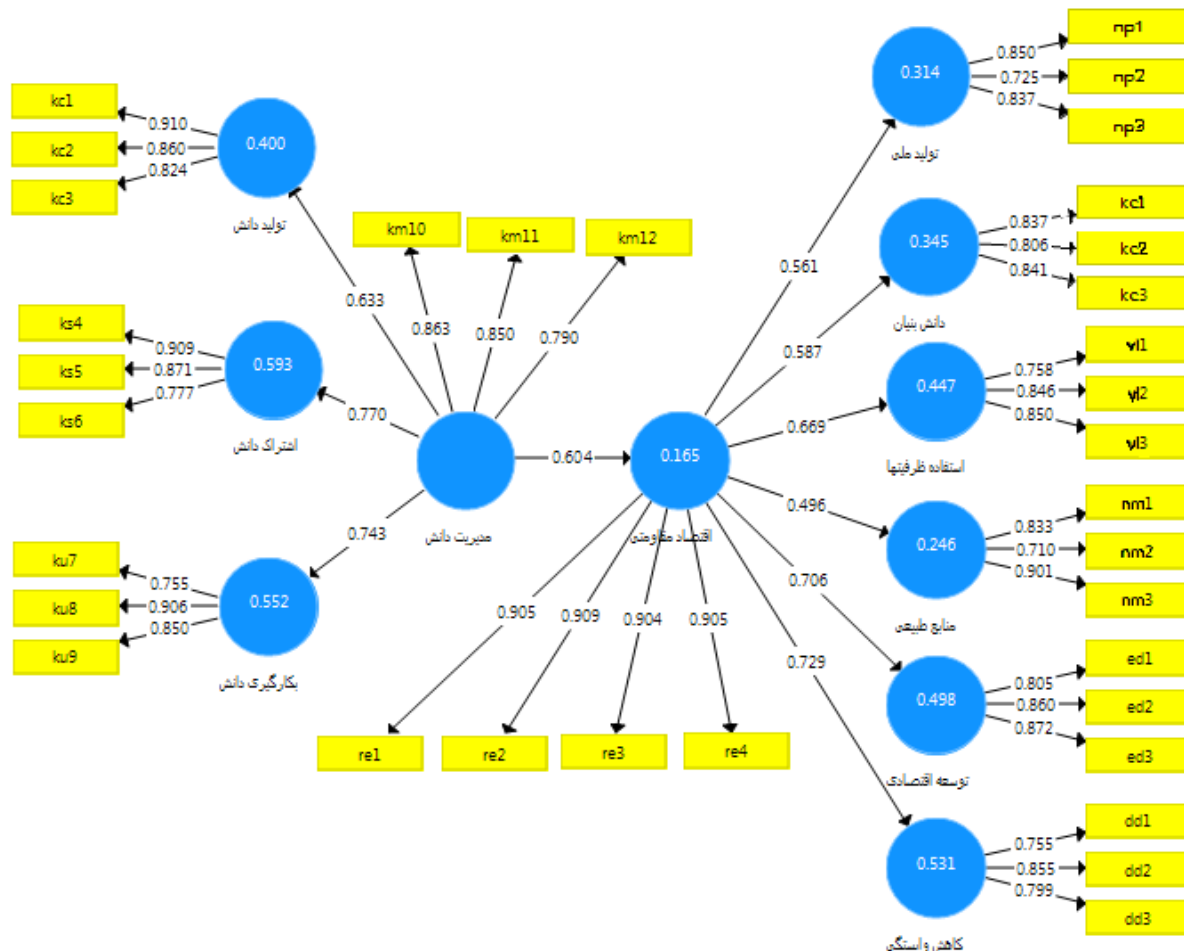 kc1
kc2
kc3
0.910
0.860
0.824
0.400
تولید دانش
ks4
ks5
ks6
0.909
0.871
0.777
0.593
اشتراک دانش
ku7
ku8
ku9
0.755
0.906
0.850
0.552
بکارگیری دانش
0.633
0.770
0.743
km10
km11
km12
0.863
0.850
0.790
مدیریت دانش
0.604
0.165
اقتصاد مقاومتی
0.905
0.909
0.904
0.905
re1
re2
re3
re4
0.561
0.587
0.669
0.496
0.706
0.729
0.314
تولید ملی
0.850
0.725
0.837
np1
np2
np3
0.345
دانش بنیان
0.837
0.806
0.841
kc1
kc2
kc3
0.447
استفاده ظرفیتها
0.758
0.846
0.850
yl1
yl2
yl3
0.246
منابع طبیعی
0.833
0.710
0.901
nm1
nm2
nm3
0.498
توسعه اقتصادی
0.805
0.860
0.872
ed1
ed2
ed3
0.531
کاهش وابستگی
0.755
0.855
0.799
dd1
dd2
dd3